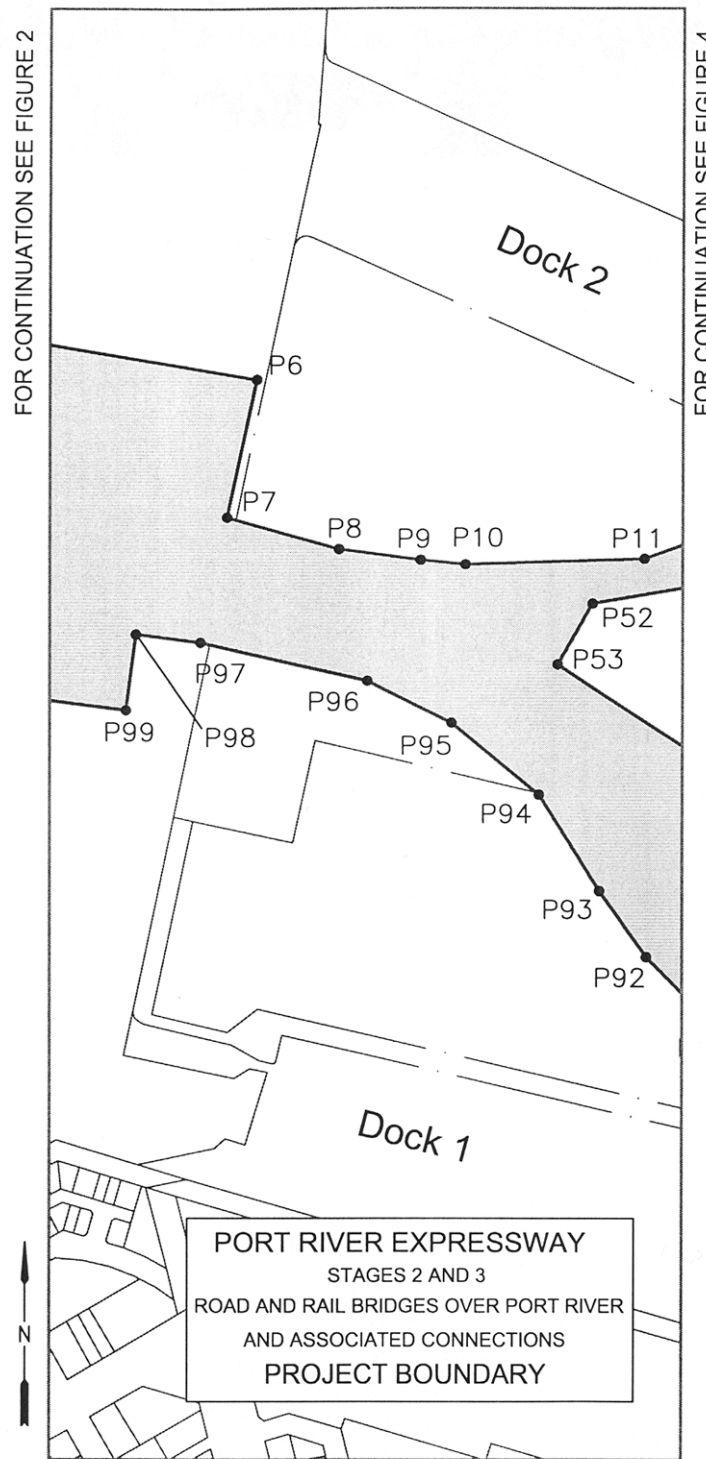 FOR CONTINUATION SEE FIGURE 2
FOR CONTINUATION SEE FIGURE 4
Dock 2
P6
P7
P8
P9
P10
P11
P52
P53
P97
P96
P99
P98
P95
P94
P93
P92
Dock 1
N
PORT RIVER EXPRESSWAY
STAGES 2 AND 3
ROAD AND RAIL BRIDGES OVER PORT RIVER
AND ASSOCIATED CONNECTIONS
PROJECT BOUNDARY